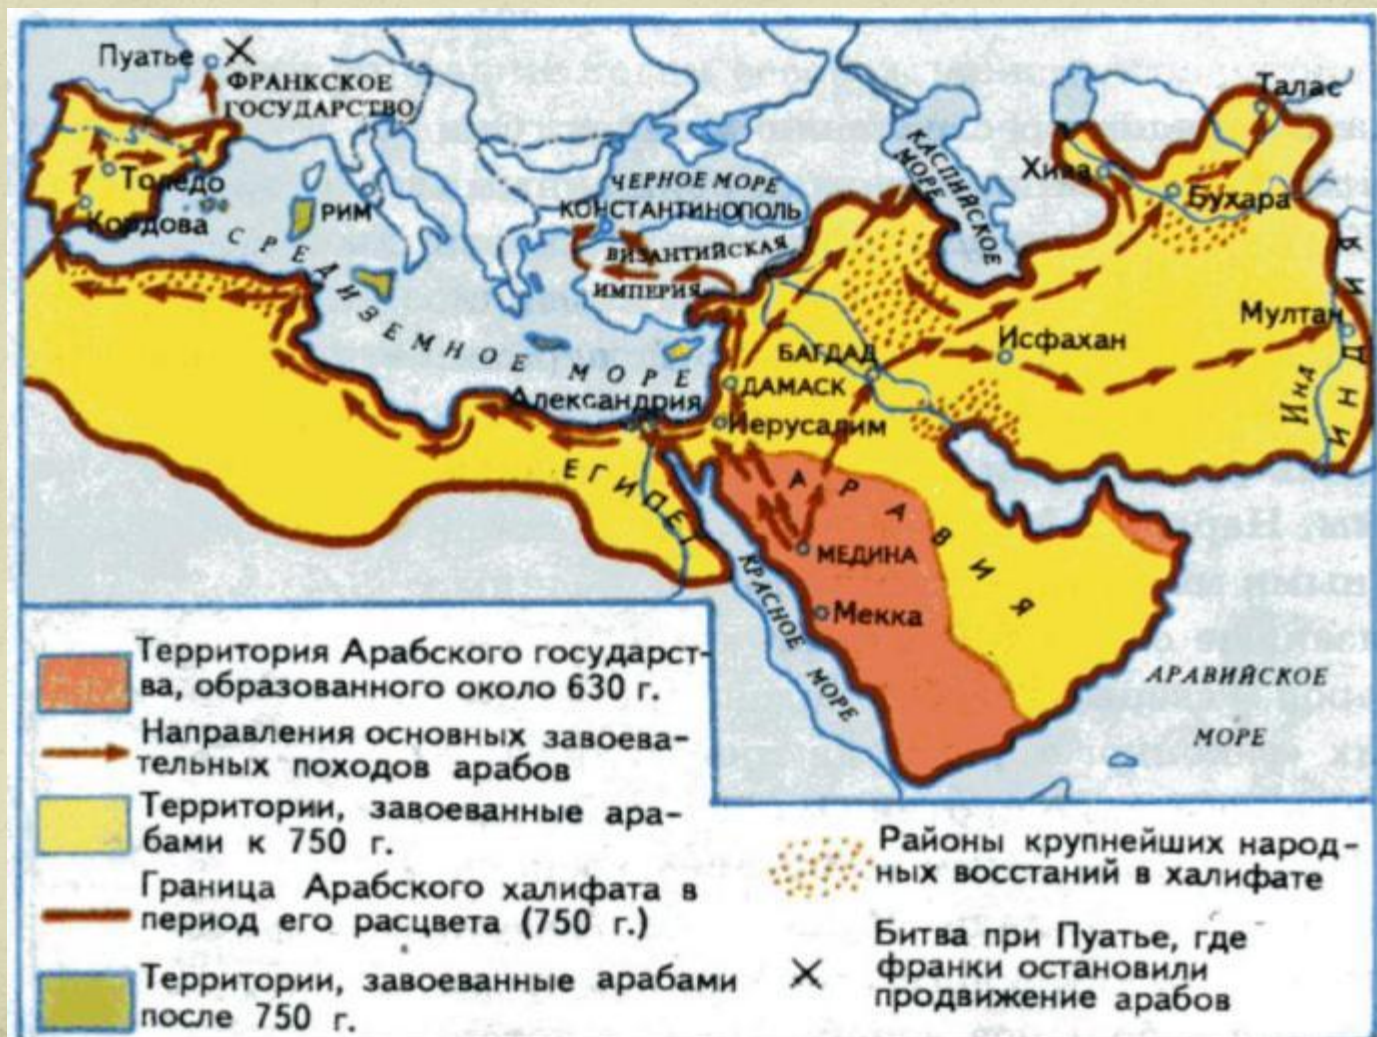 Пуатье
ФРАНКСКОЕ
ГОСУДАРСТВО
Талас
КАСПИЙСКОЕ
МОРЕ
Хива
Бухара
ЧЕРНОЕ МОРЕ
КОНСТАНТИНОПОЛЬ
ВИЗАНТИЙСКАЯ
ИМПЕРИЯ
Толедо
Кордова
РИМ
СРЕДИЗЕМНОЕ МОРЕ
Мултан
Исфахан
БАГДАД
ДАМАСК
Александрия
Иерусалим
Инд
ИНДИЯ
ЕГИПЕТ
АРАВИЯ
МЕДИНА
Мекка
КРАСНОЕ МОРЕ
АРАВИЙСКОЕ
МОРЕ
Территория Арабского государст-
ва, образованного около 630 г.
Направления основных завоева-
тельных походов арабов
Территории, завоеванные ара-
бами к 750 г.
Граница Арабского халифата в
период его расцвета (750 г.)
Территории, завоеванные арабами
после 750 г.
Районы крупнейших народ-
ных восстаний в халифате
Битва при Пуатье, где
франки остановили
продвижение арабов